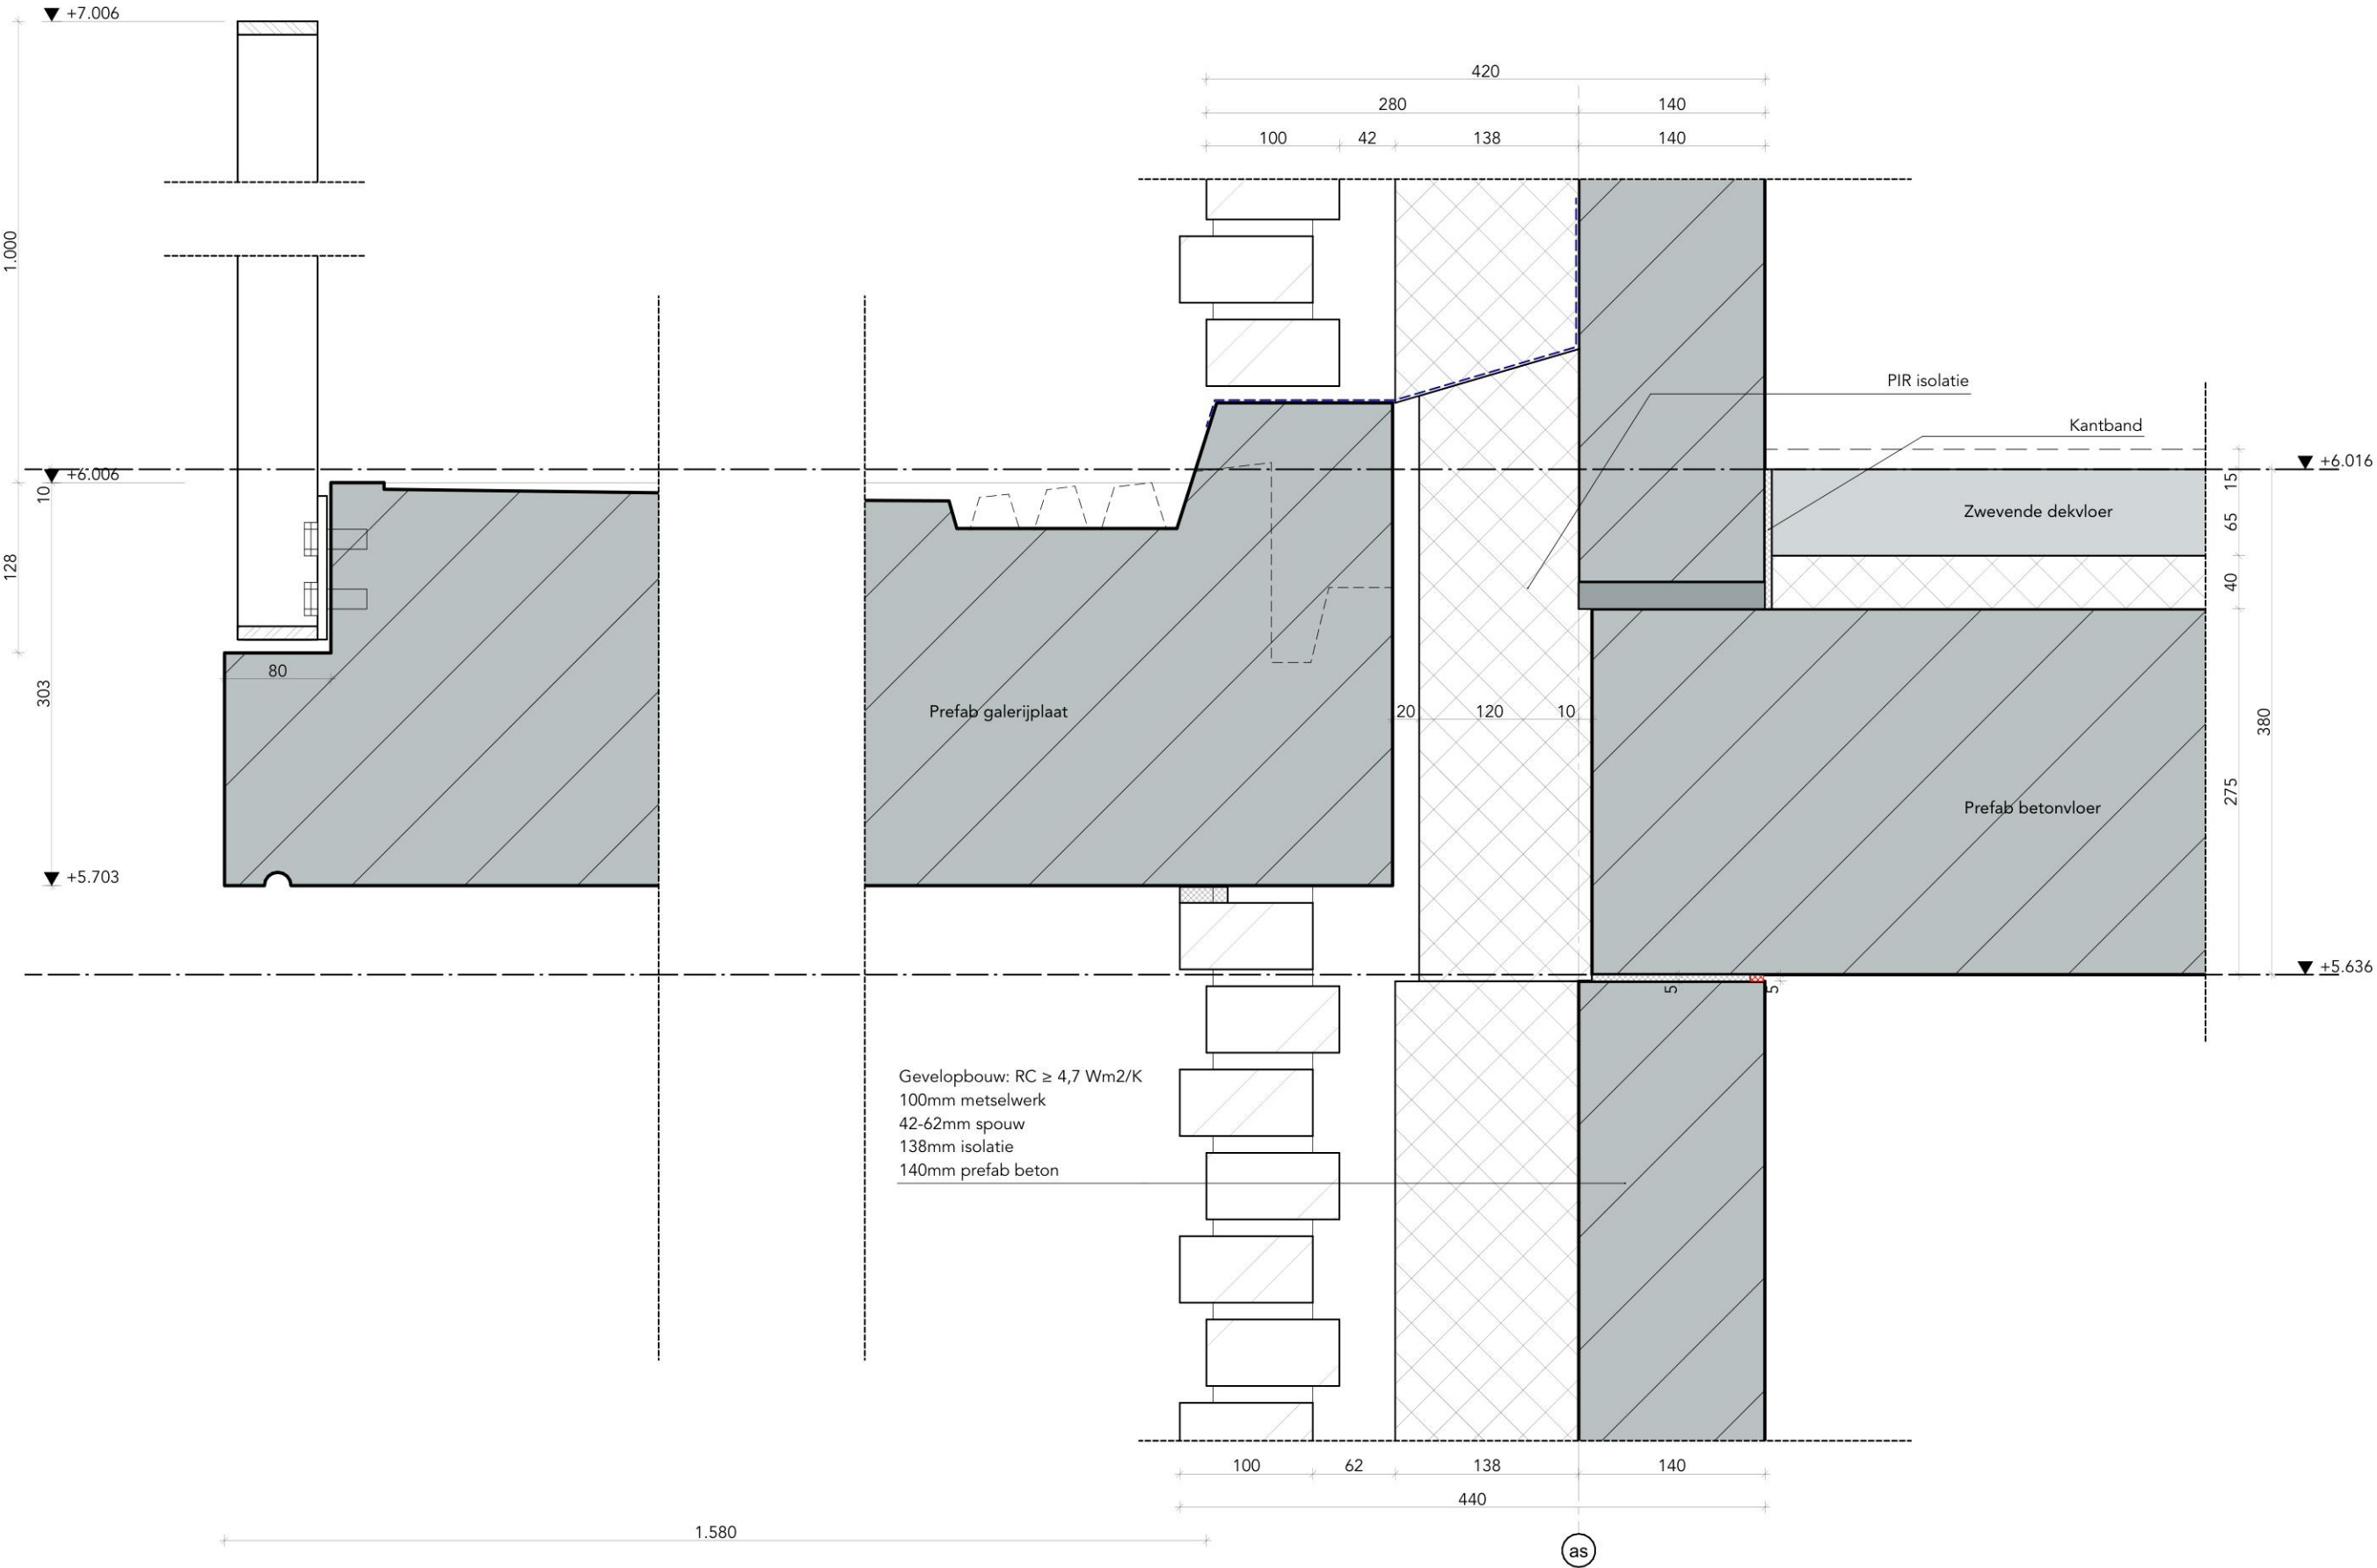 +7.006
420
280 140
100 42 138 140
1.000
PIR isolatie
Kantband
+6.006
+6.016
10
15
Zwevende dekvloer
65
128
40
80
303
Prefab galerijplaat
20 120 10
380
275
Prefab betonvloer
+5.703
+5.636
5 5
Gevelopbouw: RC ≥ 4,7 Wm2/K
100mm metselwerk
42-62mm spouw
138mm isolatie
140mm prefab beton
100 62 138 140
440
1.580
as